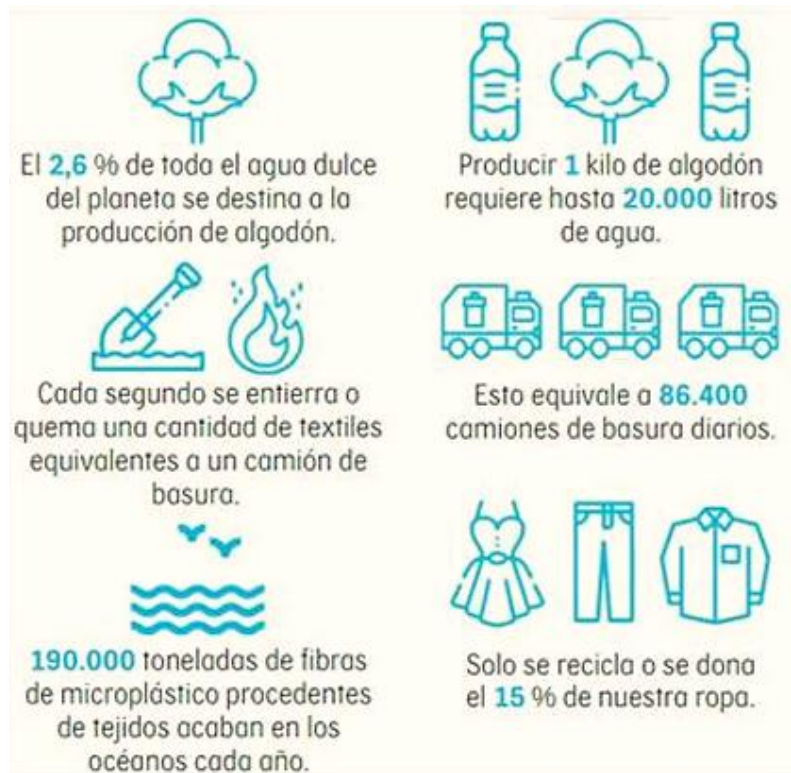 El 2,6 % de toda el agua dulce
del planeta se destina a la
producción de algodón.
Producir 1 kilo de algodón
requiere hasta 20.000 litros
de agua.
Cada segundo se entierra o
quema una cantidad de textiles
equivalentes a un camión de
basura.
Esto equivale a 86.400
camiones de basura diarios.
190.000 toneladas de fibras
de microplástico procedentes
de tejidos acaban en los
océanos cada año.
Solo se recicla o se dona
el 15 % de nuestra ropa.